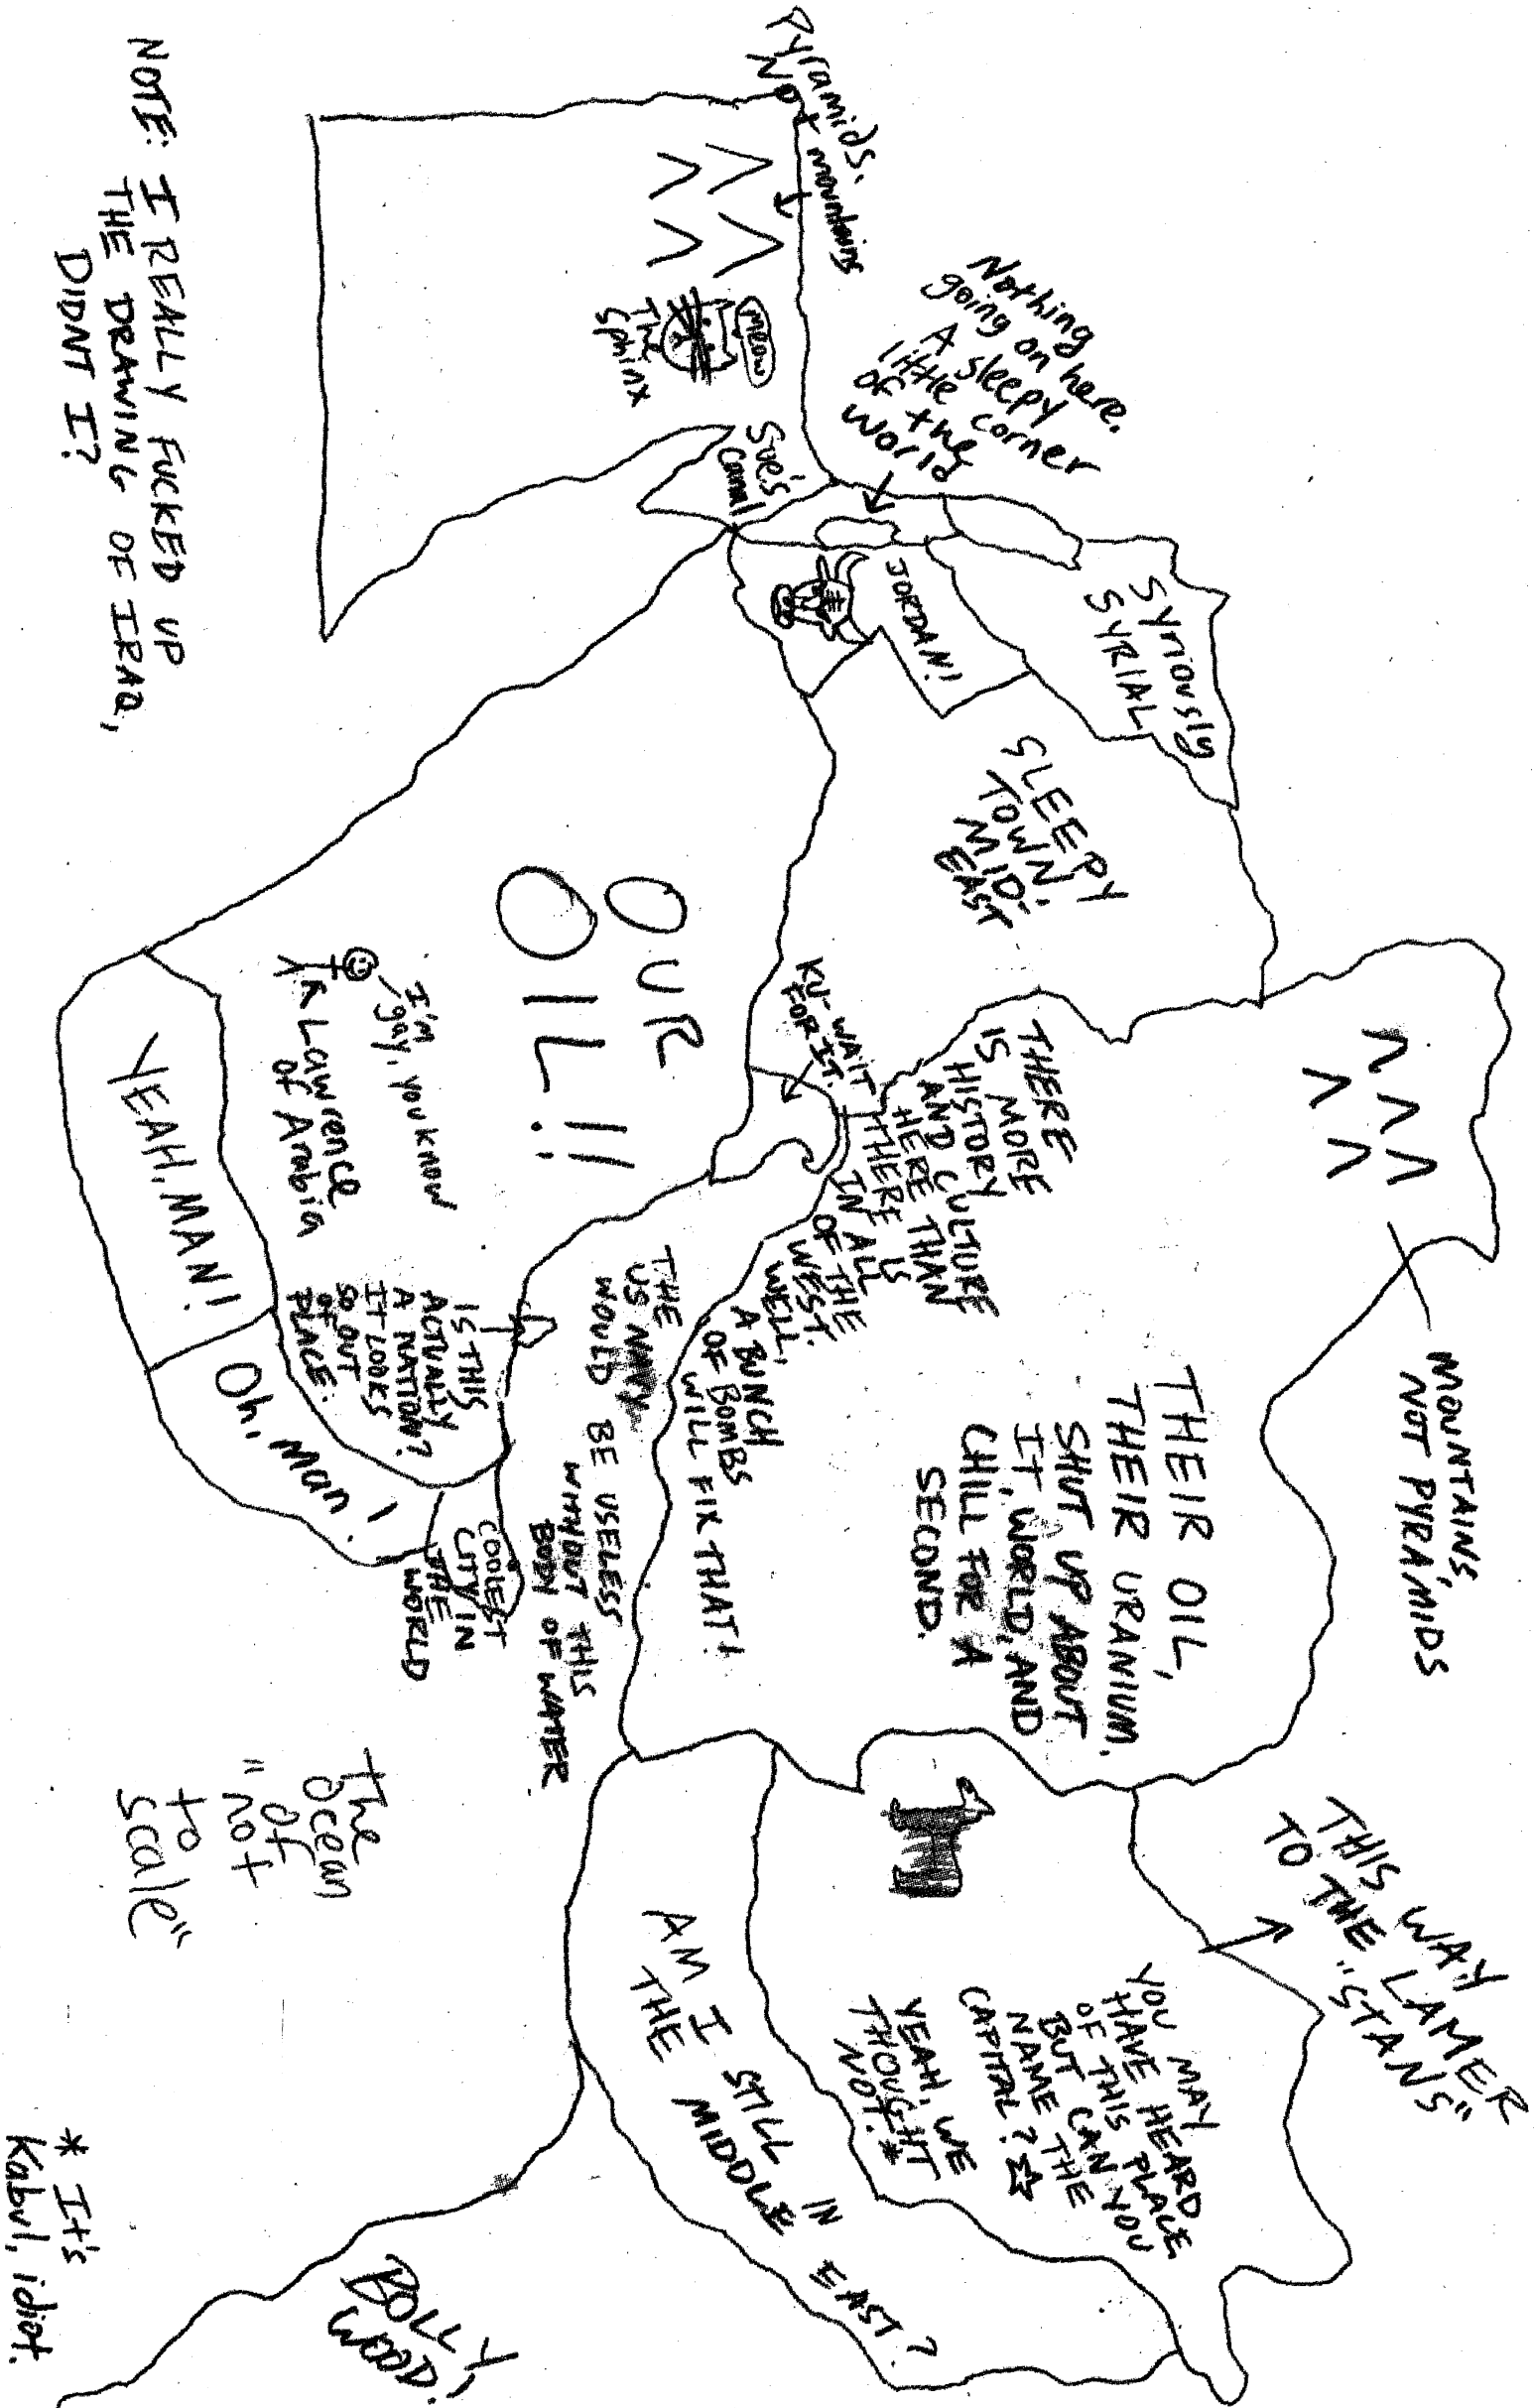 Pyramids.
Not mountains
Nothing
going on here.
A sleepy
little corner
of the
world
meow
The
Sphinx
Sue's
Canal
JORDAN!
Syriously
SYRIAL
SLEEPY
TOWN,
MID-
EAST
MOUNTAINS,
NOT PYRAMIDS
THERE
IS MORE
HISTORY
AND CULTURE
HERE THAN
THERE IS
IN ALL
OF THE
WEST.
WELL,
A BUNCH
OF BOMBS
WILL FIX THAT!
THEIR OIL,
THEIR URANIUM.
SHUT UP ABOUT
IT, WORLD, AND
CHILL FOR A
SECOND.
KU-WAIT
FOR IT.
OUR
OIL!!
I'm
gay, you know
Lawrence
of Arabia
THE
US NAVY
WOULD BE USELESS
WITHOUT THIS
BODY OF WATER
IS THIS
ACTUALLY
A NATION?
IT LOOKS
SO OUT
OF
PLACE.
COOLEST
CITY IN
THE
WORLD
YEAH, MAN!
Oh, Man!
THIS WAY
TO THE LAMER
"STANS"
YOU MAY
HAVE HEARD
OF THIS PLACE,
BUT CAN YOU
NAME THE
CAPITAL? ☆
YEAH, WE
THOUGHT
NOT.*
AM I STILL IN
THE MIDDLE EAST?
The
Ocean
of
"not
to
scale"
BOLLY
WOOD!
* It's
Kabul, idiot.
NOTE: I REALLY FUCKED UP
THE DRAWING OF IRAQ,
DIDNT I?